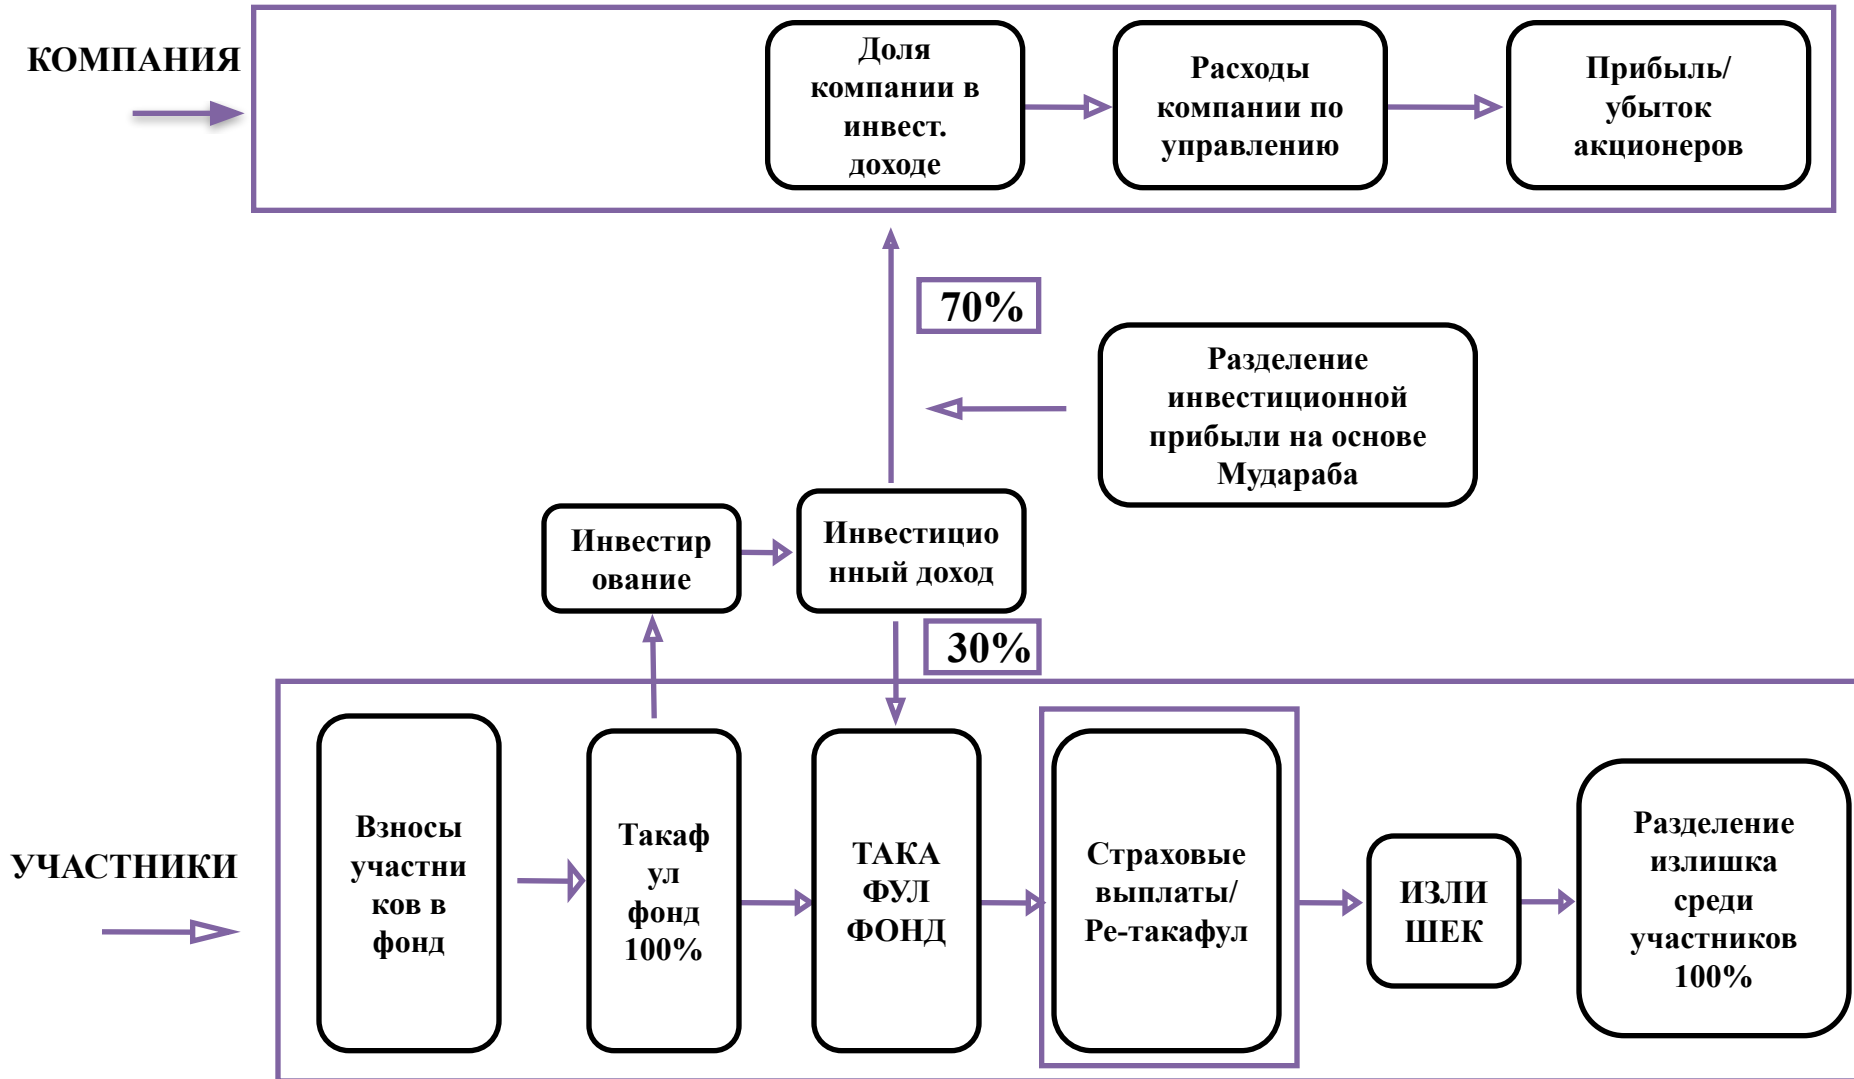 КОМПАНИЯ
Доля
компании в
инвест.
доходе
Расходы
компании по
управлению
Прибыль/
убыток
акционеров
70%
Разделение
инвестиционной
прибыли на основе
Мудараба
Инвестир
ование
Инвестицио
нный доход
30%
УЧАСТНИКИ
Взносы
участни
ков в
фонд
Такаф
ул
фонд
100%
ТАКА
ФУЛ
ФОНД
Страховые
выплаты/
Ре-такафул
ИЗЛИ
ШЕК
Разделение
излишка
среди
участников
100%